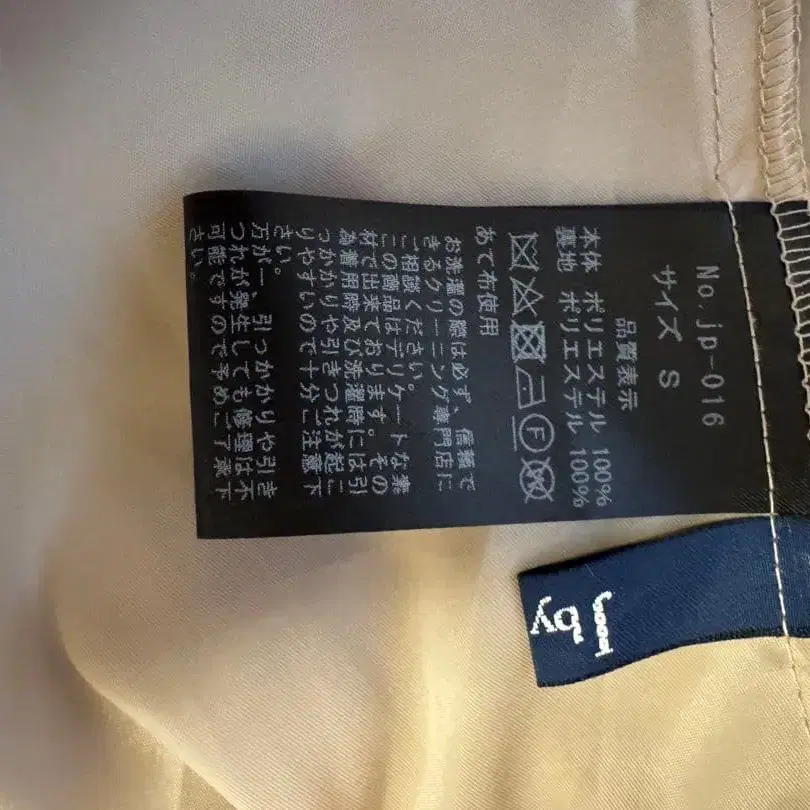 No.jp-016
サイズ S
品質表示
本体 ポリエステル 100%
裏地 ポリエステル 100%
F
あて布使用
お洗濯の際は必ず、信頼で
きるクリーニング専門店に
ご相談ください。
この商品はデリケートな素
材で出来ております。その
為着用時及び洗濯時には引
っかかりや引きつれが起こ
りやすいので十分ご注意下
さい。
万が一、引っかかりや引き
つれが発生しても修理は不
可能ですので予めご了承下
さい。
by